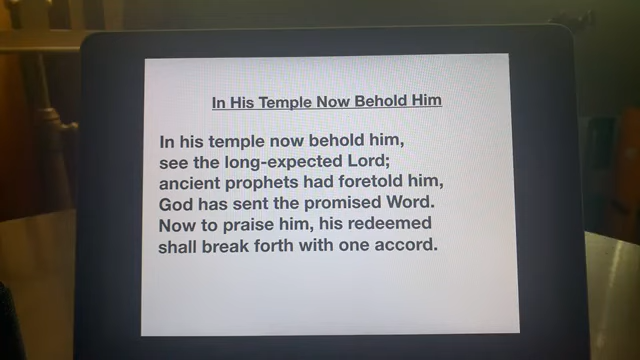 In His Temple Now Behold Him
In his temple now behold him,
see the long-expected Lord;
ancient prophets had foretold him,
God has sent the promised Word.
Now to praise him, his redeemed
shall break forth with one accord.